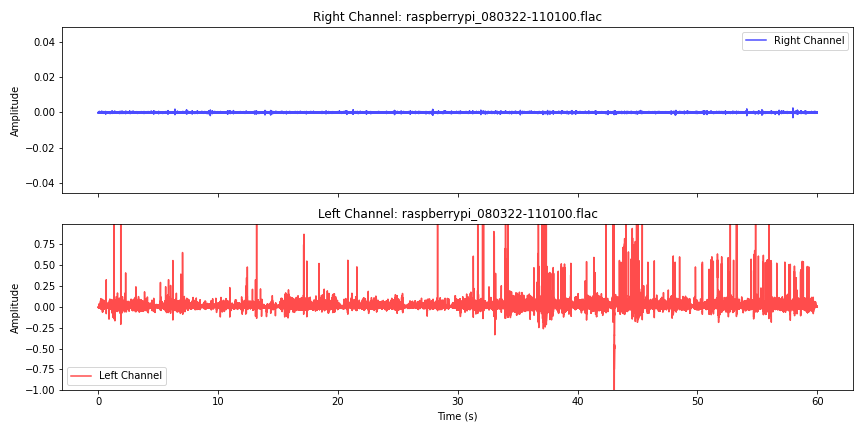 Right Channel: raspberrypi_080322-110100.flac
Right Channel
Amplitude
0.04
0.02
0.00
−0.02
−0.04
Left Channel: raspberrypi_080322-110100.flac
Amplitude
0.75
0.50
0.25
0.00
−0.25
−0.50
−0.75
−1.00
Left Channel
0 10 20 30 40 50 60
Time (s)